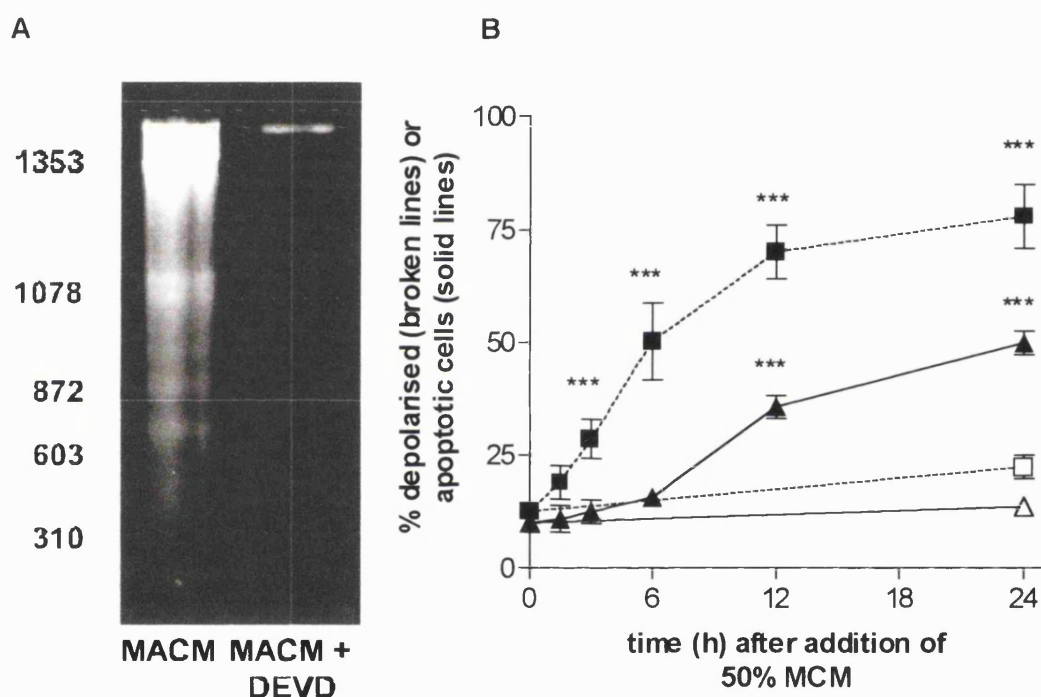 A
B
1353
1078
872
603
310
MACM
MACM + DEVD
% depolarised (broken lines) or
apoptotic cells (solid lines)
100
75
50
25
0
***
***
***
***
***
***
0
6
12
18
24
time (h) after addition of
50% MCM